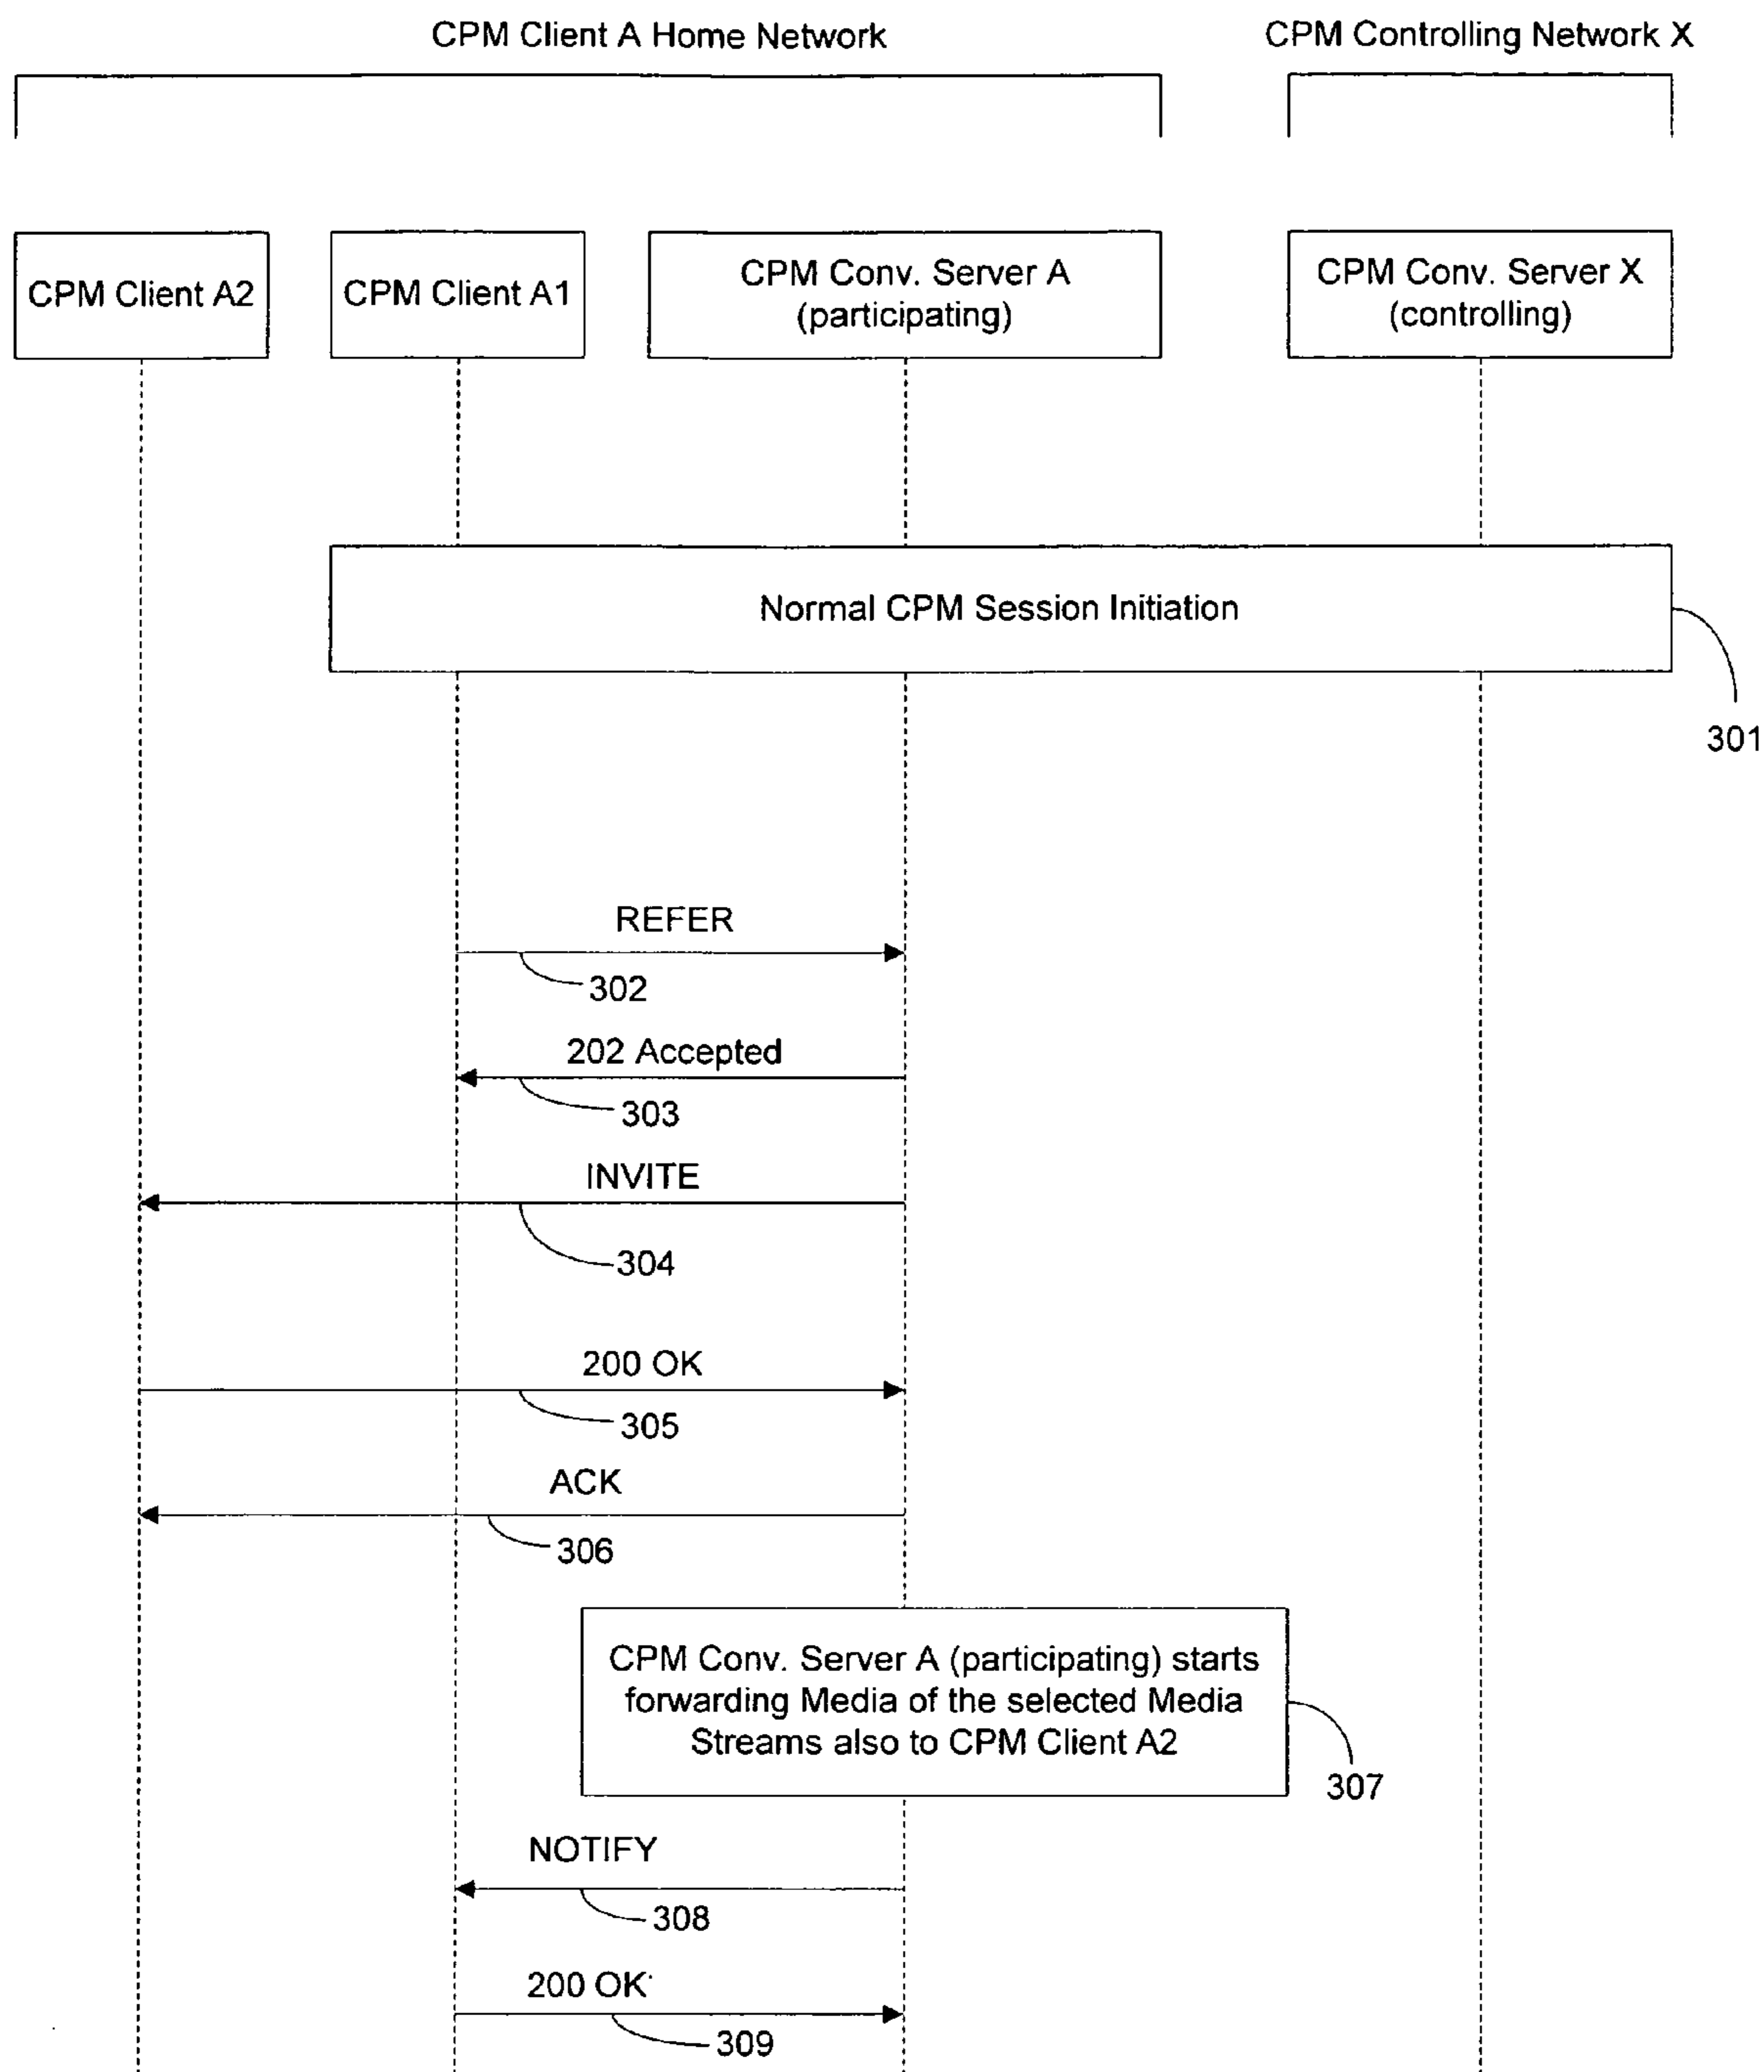 CPM Client A Home Network
CPM Controlling Network X
CPM Client A2
CPM Client A1
CPM Conv. Server A
(participating)
CPM Conv. Server X
(controlling)
Normal CPM Session Initiation
301
REFER
302
202 Accepted
303
INVITE
304
200 OK
305
ACK
306
CPM Conv. Server A (participating) starts
forwarding Media of the selected Media
Streams also to CPM Client A2
307
NOTIFY
308
200 OK
309